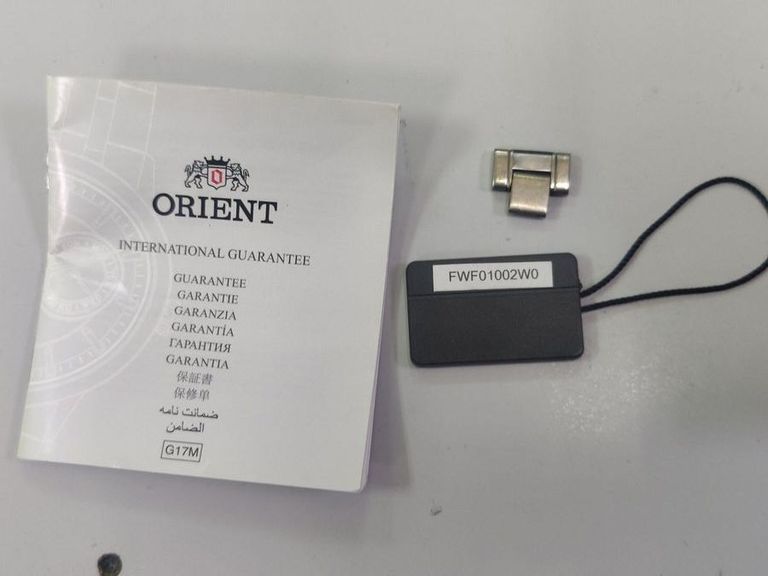 ORIENT
INTERNATIONAL GUARANTEE
GUARANTEE
GARANTIE
GARANZIA
GARANTÍA
ГАРАНТИЯ
GARANTIA
保証書
保修单
ضمانت نامه
الضامن
G17M
FWF01002W0